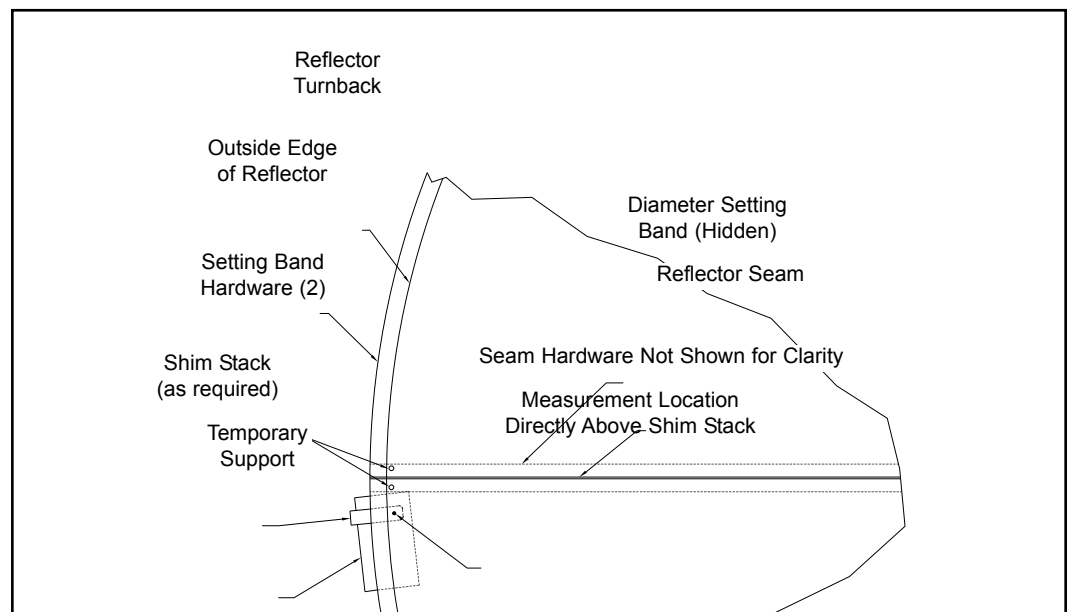 Reflector
Turnback
Outside Edge
of Reflector
Diameter Setting
Band (Hidden)
Setting Band
Hardware (2)
Reflector Seam
Seam Hardware Not Shown for Clarity
Shim Stack
(as required)
Measurement Location
Directly Above Shim Stack
Temporary
Support